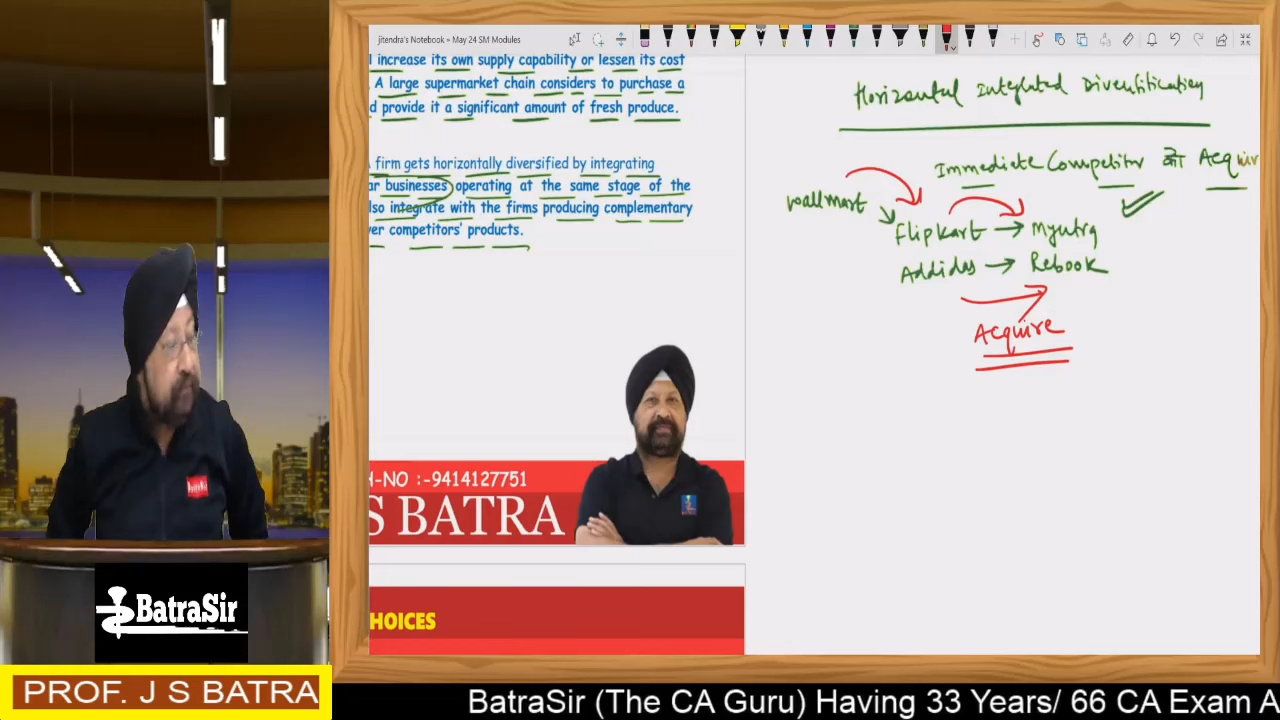 jitendra's Notebook » May 24 SM Modules
l increase its own supply capability or lessen its cost
. A large supermarket chain considers to purchase a
d provide it a significant amount of fresh produce.
firm gets horizontally diversified by integrating
ar businesses operating at the same stage of the
lso integrate with the firms producing complementary
ver competitors' products.
H-NO :-9414127751
S BATRA
HOICES
Horizontal Integrated Diversification
Immediate Competitor को Acquir
Wallmart
Flipkart → Myntra
Addidas → Rebook
Acquire
BatraSir
PROF. J S BATRA
BatraSir (The CA Guru) Having 33 Years/ 66 CA Exam A